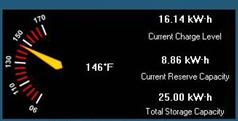 170
150
130
110
90
146°F
16.14 kW·h
Current Charge Level
8.86 kW·h
Current Reserve Capacity
25.00 kW·h
Total Storage Capacity